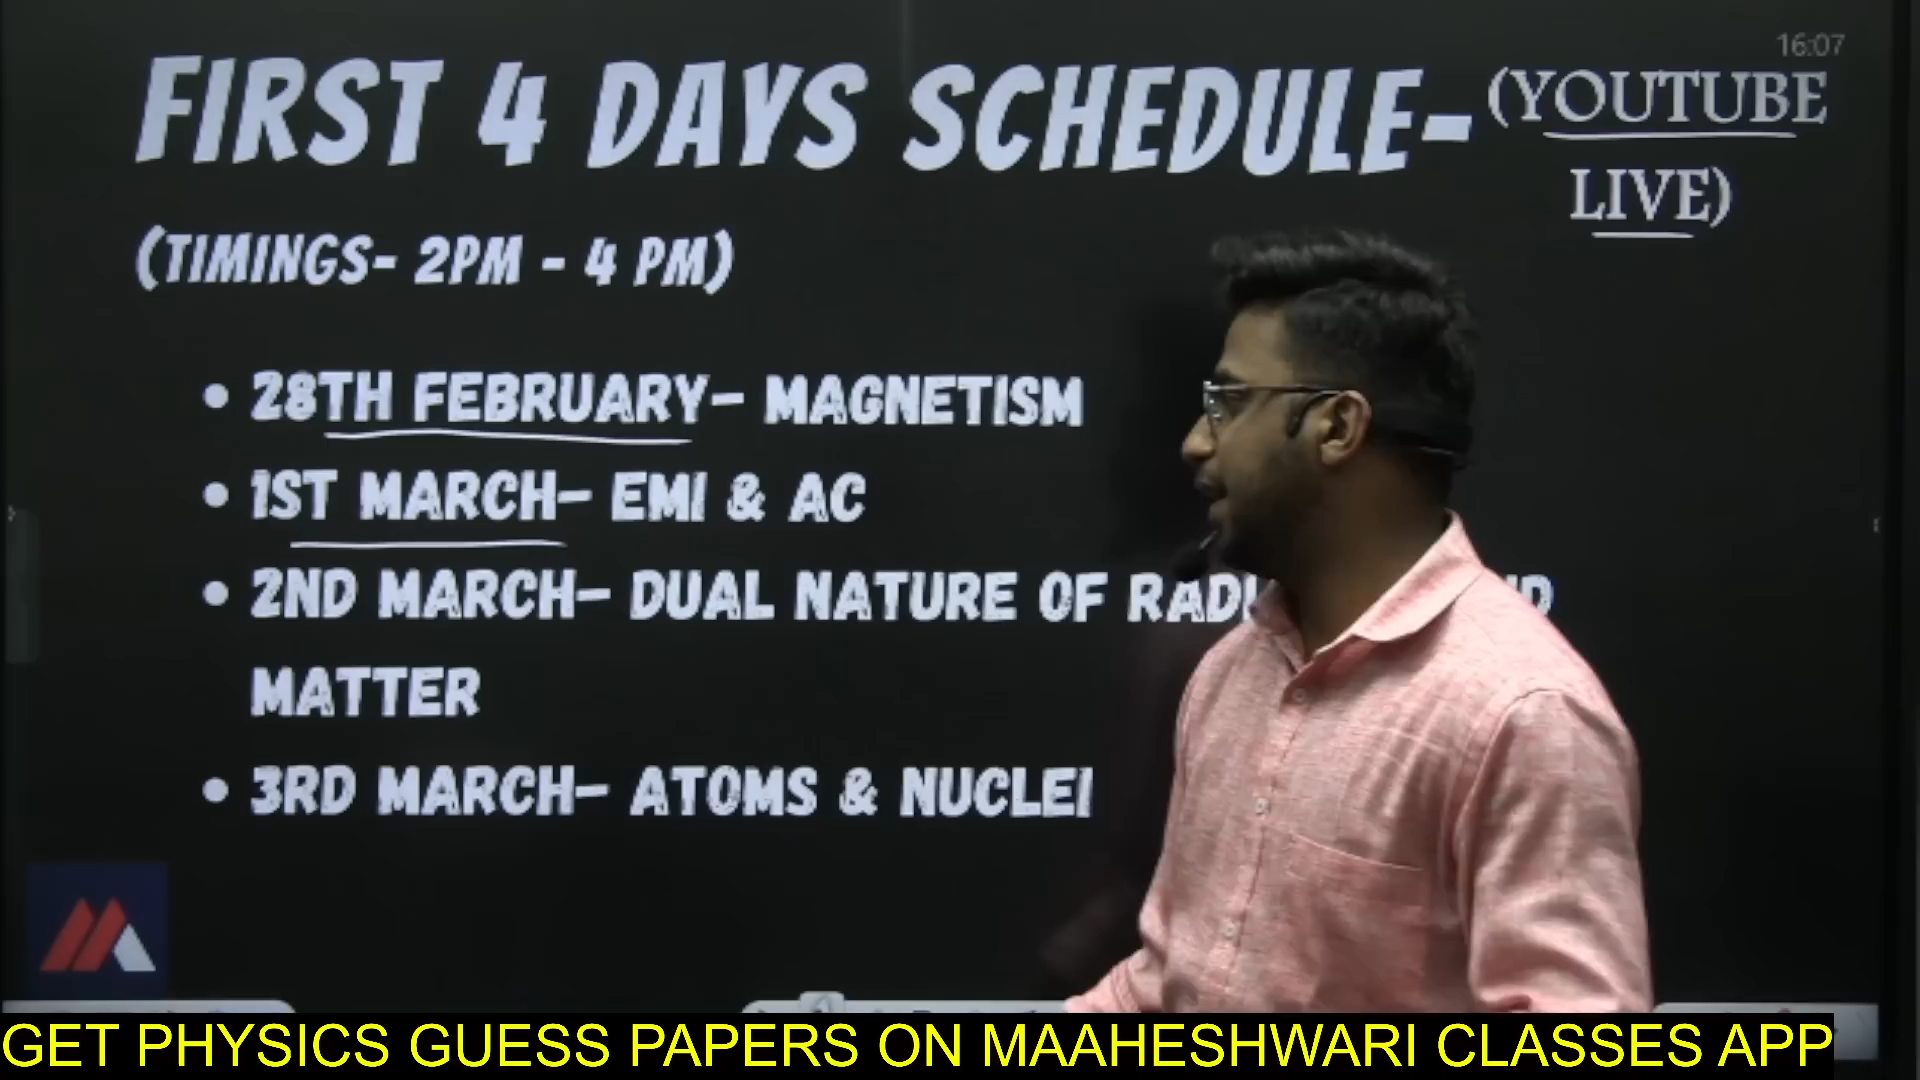 16:07
FIRST 4 DAYS SCHEDULE- (YOUTUBE
LIVE)
(TIMINGS- 2PM - 4 PM)
• 28TH FEBRUARY- MAGNETISM
• 1ST MARCH- EMI & AC
• 2ND MARCH- DUAL NATURE OF
MATTER
• 3RD MARCH- ATOMS & NUCLEI
GET PHYSICS GUESS PAPERS ON MAAHESHWARI CLASSES APP